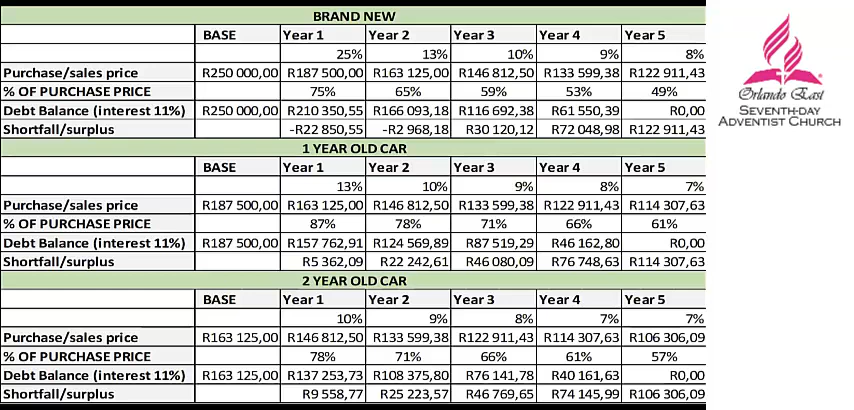 BRAND NEW
BASE Year 1 Year 2 Year 3 Year 4 Year 5
25% 13% 10% 9% 8%
Purchase/sales price R250 000,00 R187 500,00 R163 125,00 R146 812,50 R133 599,38 R122 911,43
% OF PURCHASE PRICE 75% 65% 59% 53% 49%
Debt Balance (interest 11%) R250 000,00 R210 350,55 R166 093,18 R116 692,38 R61 550,39 R0,00
Shortfall/surplus -R22 850,55 -R2 968,18 R30 120,12 R72 048,98 R122 911,43
1 YEAR OLD CAR
BASE Year 1 Year 2 Year 3 Year 4 Year 5
13% 10% 9% 8% 7%
Purchase/sales price R187 500,00 R163 125,00 R146 812,50 R133 599,38 R122 911,43 R114 307,63
% OF PURCHASE PRICE 87% 78% 71% 66% 61%
Debt Balance (interest 11%) R187 500,00 R157 762,91 R124 569,89 R87 519,29 R46 162,80 R0,00
Shortfall/surplus R5 362,09 R22 242,61 R46 080,09 R76 748,63 R114 307,63
2 YEAR OLD CAR
BASE Year 1 Year 2 Year 3 Year 4 Year 5
10% 9% 8% 7% 7%
Purchase/sales price R163 125,00 R146 812,50 R133 599,38 R122 911,43 R114 307,63 R106 306,09
% OF PURCHASE PRICE 78% 71% 66% 61% 57%
Debt Balance (interest 11%) R163 125,00 R137 253,73 R108 375,80 R76 141,78 R40 161,63 R0,00
Shortfall/surplus R9 558,77 R25 223,57 R46 769,65 R74 145,99 R106 306,09
Orlando East
SEVENTH-DAY
ADVENTIST CHURCH